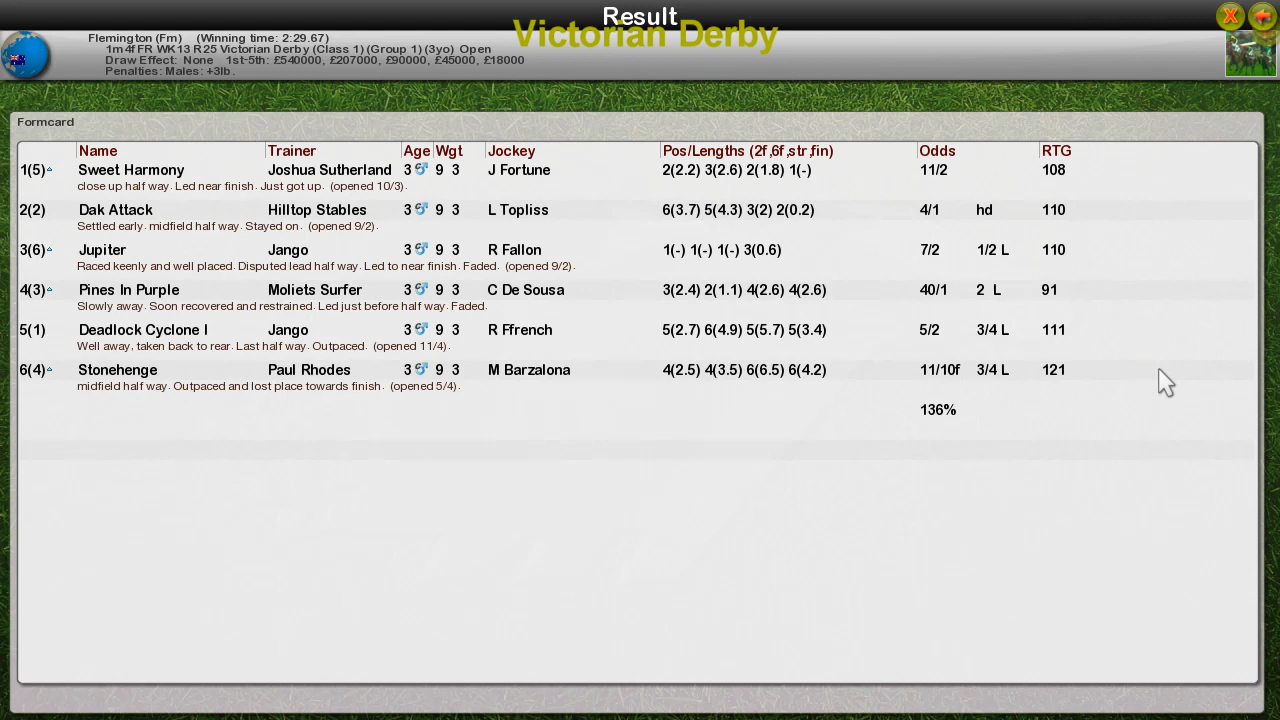 Result
Victorian Derby
Flemington (Fm) (Winning time: 2:29.67)
1m4f FR WK13 R25 Victorian Derby (Class 1) (Group 1) (3yo) Open
Draw Effect: None 1st-5th: £540000, £207000, £90000, £45000, £18000
Penalties: Males: +3lb.
Formcard
Name Trainer Age Wgt Jockey Pos/Lengths (2f,6f,str,fin) Odds RTG
1(5) Sweet Harmony Joshua Sutherland 3 9 3 J Fortune 2(2.2) 3(2.6) 2(1.8) 1(-) 11/2 108
close up half way. Led near finish. Just got up. (opened 10/3).
2(2) Dak Attack Hilltop Stables 3 9 3 L Topliss 6(3.7) 5(4.3) 3(2) 2(0.2) 4/1 hd 110
Settled early. midfield half way. Stayed on. (opened 9/2).
3(6) Jupiter Jango 3 9 3 R Fallon 1(-) 1(-) 1(-) 3(0.6) 7/2 1/2 L 110
Raced keenly and well placed. Disputed lead half way. Led to near finish. Faded. (opened 9/2).
4(3) Pines In Purple Moliets Surfer 3 9 3 C De Sousa 3(2.4) 2(1.1) 4(2.6) 4(2.6) 40/1 2 L 91
Slowly away. Soon recovered and restrained. Led just before half way. Faded.
5(1) Deadlock Cyclone I Jango 3 9 3 R Ffrench 5(2.7) 6(4.9) 5(5.7) 5(3.4) 5/2 3/4 L 111
Well away, taken back to rear. Last half way. Outpaced. (opened 11/4).
6(4) Stonehenge Paul Rhodes 3 9 3 M Barzalona 4(2.5) 4(3.5) 6(6.5) 6(4.2) 11/10f 3/4 L 121
midfield half way. Outpaced and lost place towards finish. (opened 5/4).
136%